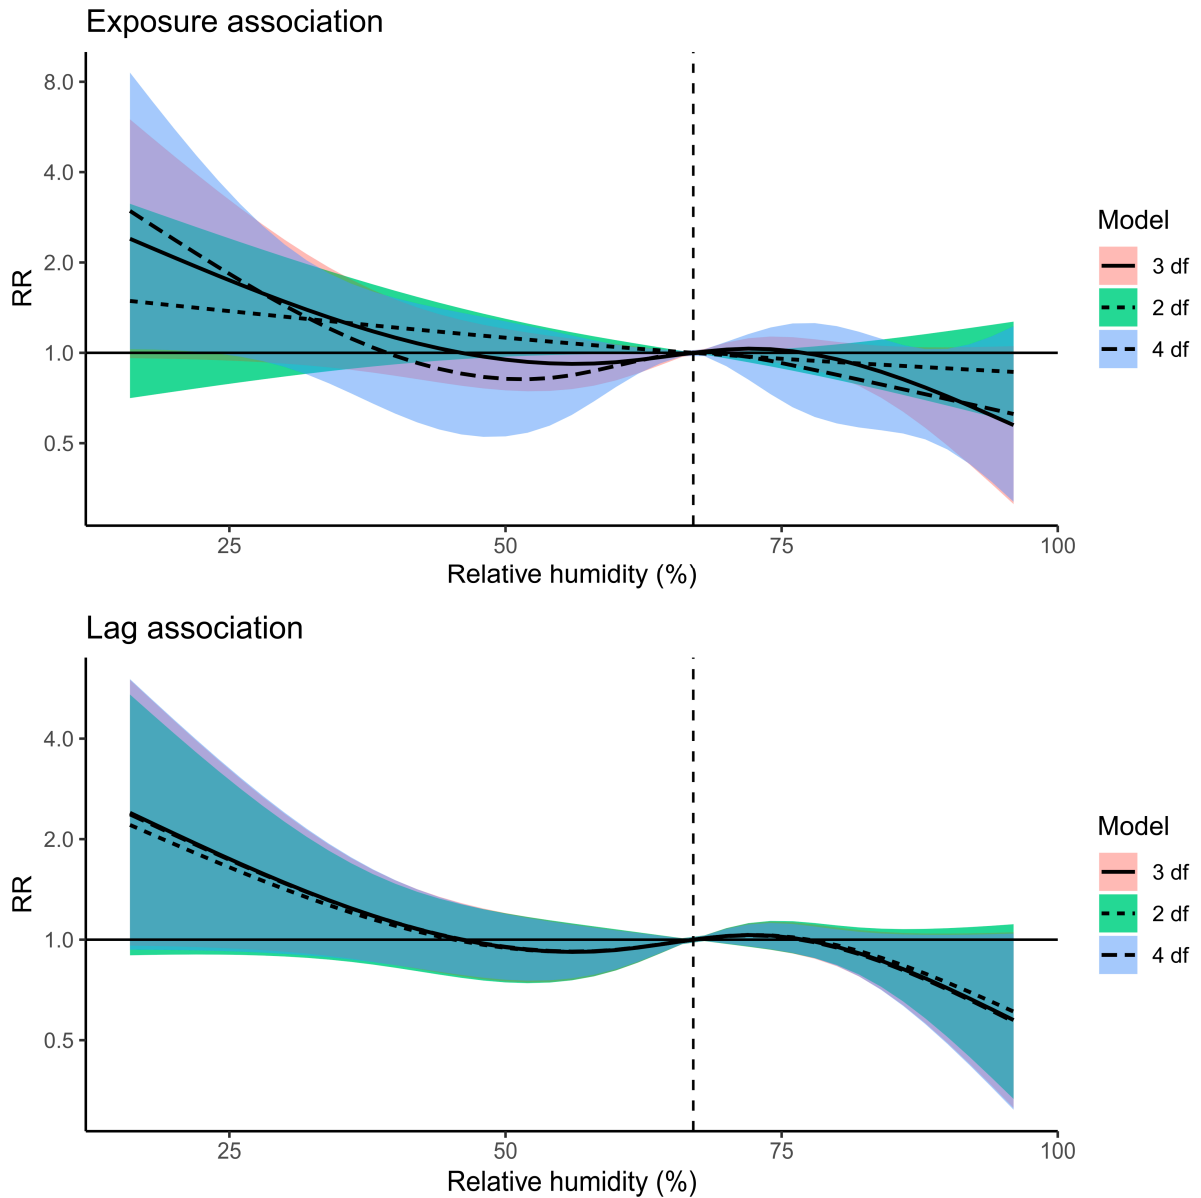 Exposure association
8.0
4.0
2.0
1.0
0.5
RR
25
50
75
100
Relative humidity (%)
Model
3 df
2 df
4 df
Lag association
4.0
2.0
1.0
0.5
RR
25
50
75
100
Relative humidity (%)
Model
3 df
2 df
4 df